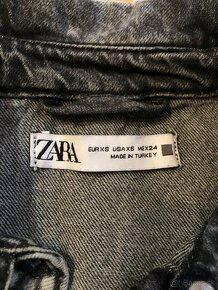 ZARA
EUR XS USA XS MEX 24
MADE IN TURKEY